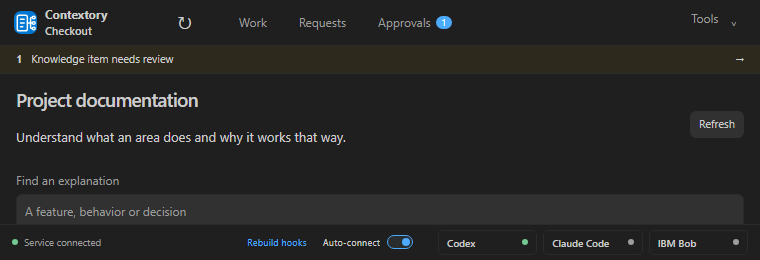 Contextory
Checkout
Work
Requests
Approvals 1
Tools
1 Knowledge item needs review →
Project documentation
Understand what an area does and why it works that way.
Refresh
Find an explanation
A feature, behavior or decision
Service connected
Rebuild hooks
Auto-connect
Codex
Claude Code
IBM Bob